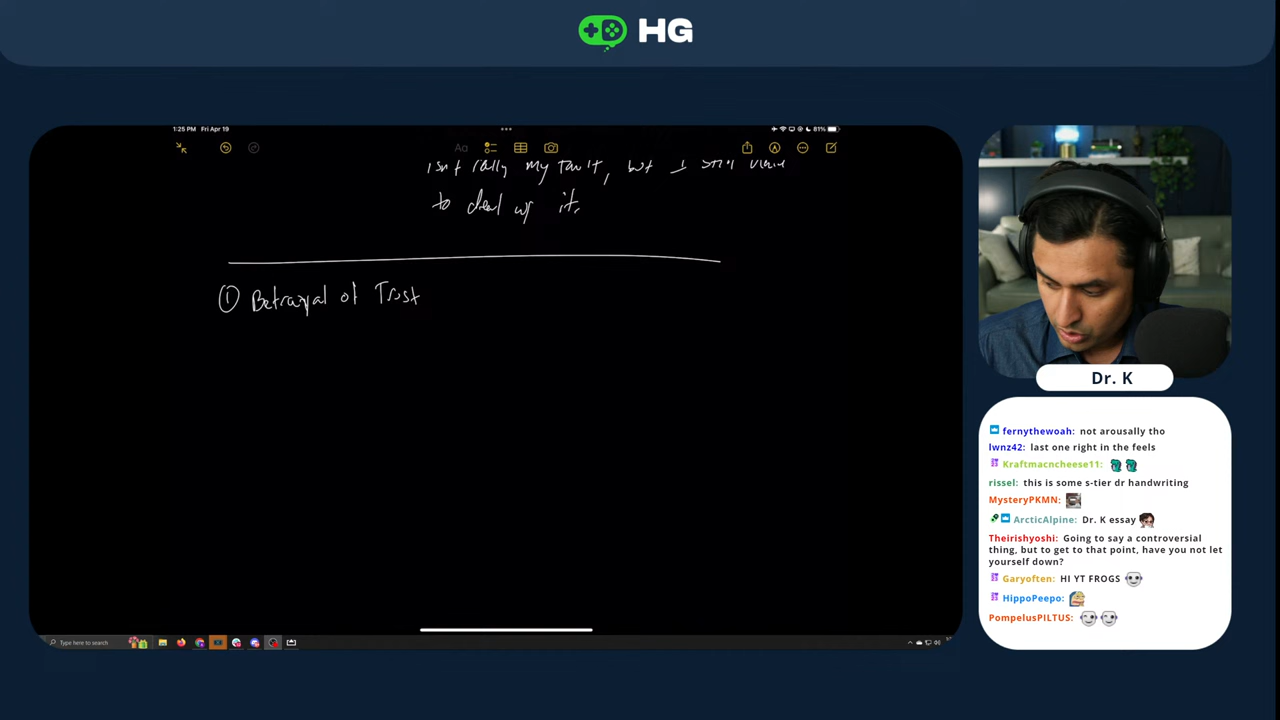 HG
1:25 PM Fri Apr 19
81%
Aa
isn't really my fault, but I still have
to deal w/ it.
① Betrayal of Trust
Dr. K
fernythewoah: not arousally tho
lwnz42: last one right in the feels
Kraftmacncheese11:
rissel: this is some s-tier dr handwriting
MysteryPKMN:
ArcticAlpine: Dr. K essay
Theirishyoshi: Going to say a controversial
thing, but to get to that point, have you not let
yourself down?
Garyoften: HI YT FROGS
HippoPeepo:
PompelusPILTUS:
Type here to search